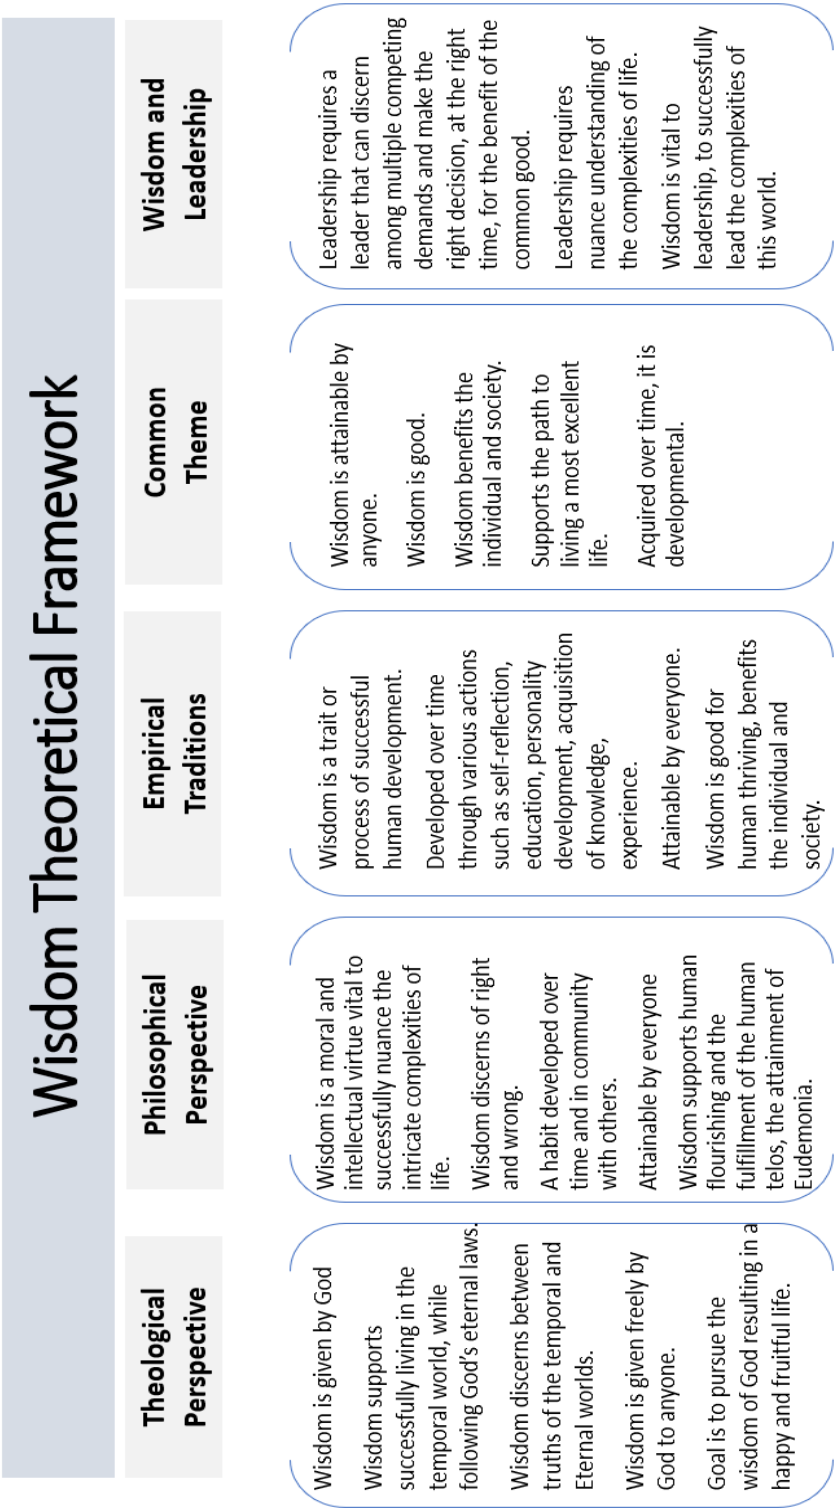 Wisdom Theoretical Framework
Theological
Perspective
Wisdom is given by God
Wisdom supports
successfully living in the
temporal world, while
following God's eternal laws.
Wisdom discerns between
truths of the temporal and
Eternal worlds.
Wisdom is given freely by
God to anyone.
Goal is to pursue the
wisdom of God resulting in a
happy and fruitful life.
Philosophical
Perspective
Wisdom is a moral and
intellectual virtue vital to
successfully nuance the
intricate complexities of
life.
Wisdom discerns of right
and wrong.
A habit developed over
time and in community
with others.
Attainable by everyone
Wisdom supports human
flourishing and the
fulfillment of the human
telos, the attainment of
Eudemonia.
Empirical
Traditions
Wisdom is a trait or
process of successful
human development.
Developed over time
through various actions
such as self-reflection,
education, personality
development, acquisition
of knowledge,
experience.
Attainable by everyone.
Wisdom is good for
human thriving, benefits
the individual and
society.
Common
Theme
Wisdom is attainable by
anyone.
Wisdom is good.
Wisdom benefits the
individual and society.
Supports the path to
living a most excellent
life.
Acquired over time, it is
developmental.
Wisdom and
Leadership
Leadership requires a
leader that can discern
among multiple competing
demands and make the
right decision, at the right
time, for the benefit of the
common good.
Leadership requires
nuance understanding of
the complexities of life.
Wisdom is vital to
leadership, to successfully
lead the complexities of
this world.